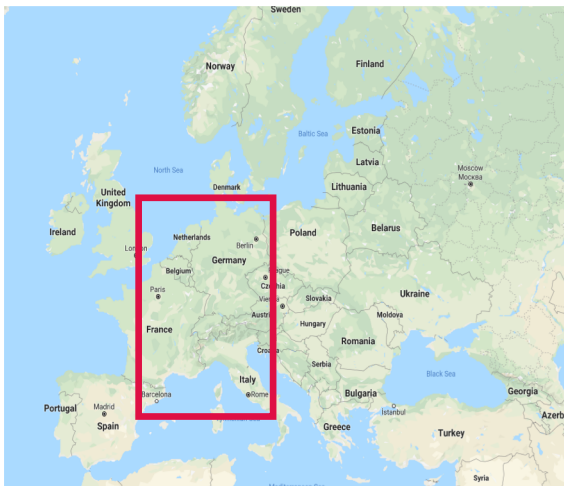 Sweden
Norway
Finland
Baltic Sea
Estonia
Latvia
Moscow
Москва
North Sea
Denmark
Lithuania
United
Kingdom
Ireland
Netherlands
Belarus
Poland
Berlin
London
Germany
Belgium
Prague
Czechia
Paris
Vienna
Slovakia
Ukraine
Austria
Moldova
Hungary
France
Romania
Croatia
Serbia
Black Sea
Italy
Barcelona
Rome
Bulgaria
Georgia
Portugal
Madrid
Istanbul
Azerb
Spain
Greece
Turkey
Syria